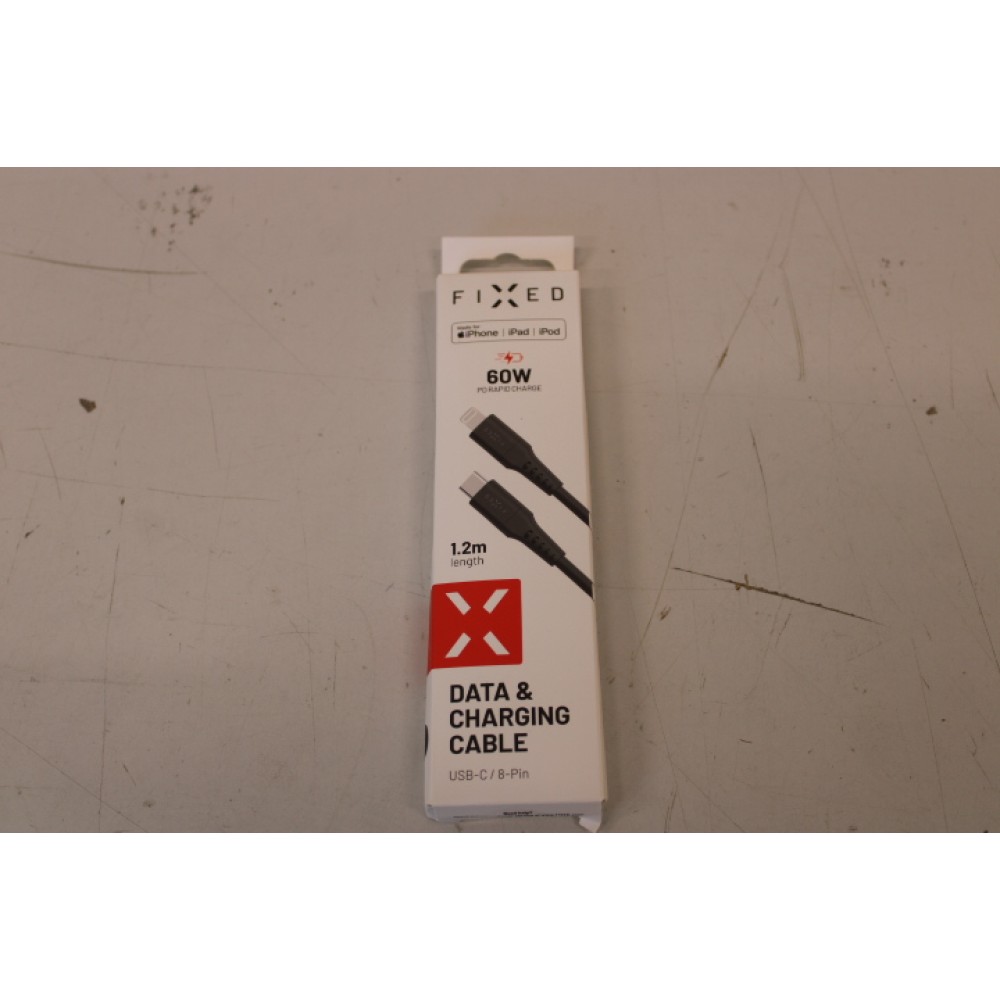 FIXED
Made for
iPhone | iPad | iPod
60W
PD RAPID CHARGE
1.2m
length
DATA &
CHARGING
CABLE
USB-C / 8-Pin